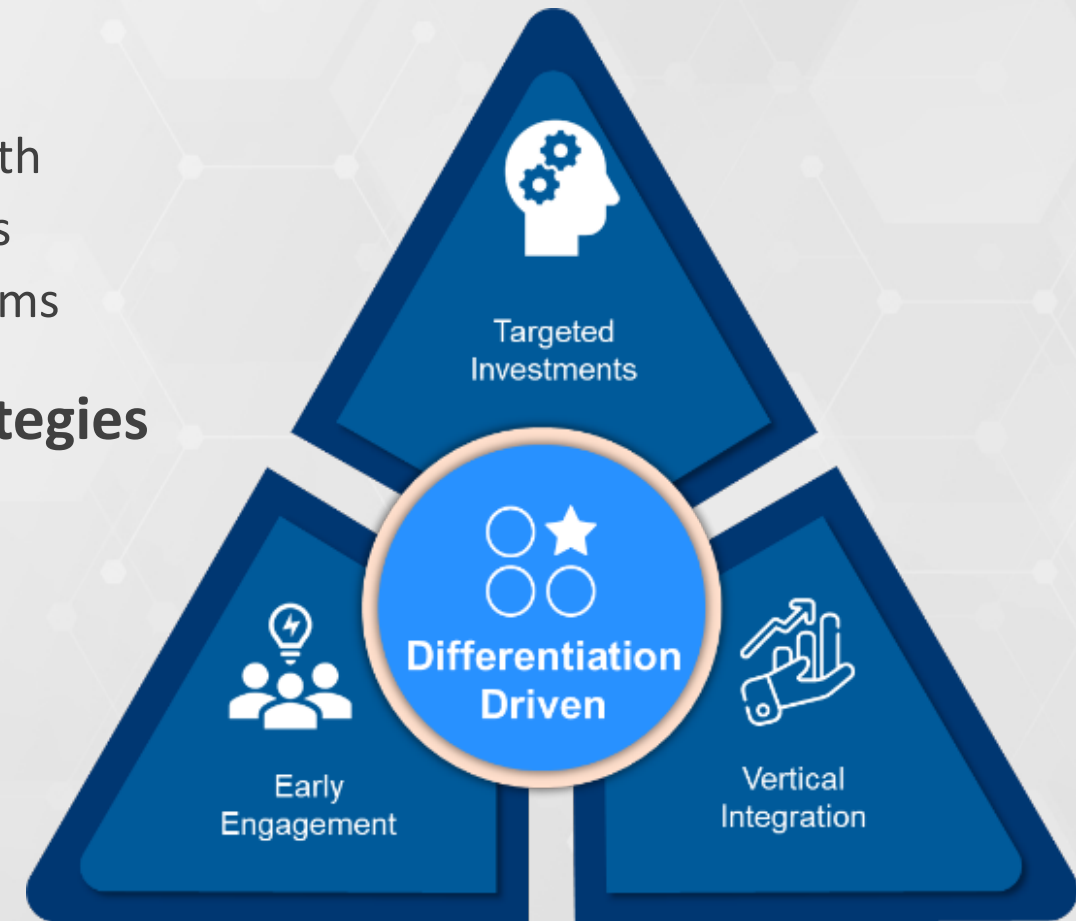 th
s
ms
tegies
Targeted
Investments
Differentiation
Driven
Early
Engagement
Vertical
Integration